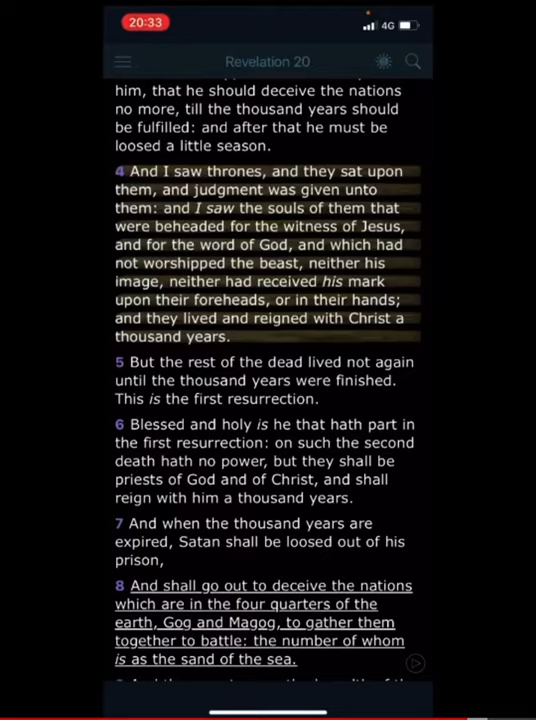 20:33
4G
Revelation 20
him, that he should deceive the nations
no more, till the thousand years should
be fulfilled: and after that he must be
loosed a little season.
4 And I saw thrones, and they sat upon
them, and judgment was given unto
them: and I saw the souls of them that
were beheaded for the witness of Jesus,
and for the word of God, and which had
not worshipped the beast, neither his
image, neither had received his mark
upon their foreheads, or in their hands;
and they lived and reigned with Christ a
thousand years.
5 But the rest of the dead lived not again
until the thousand years were finished.
This is the first resurrection.
6 Blessed and holy is he that hath part in
the first resurrection: on such the second
death hath no power, but they shall be
priests of God and of Christ, and shall
reign with him a thousand years.
7 And when the thousand years are
expired, Satan shall be loosed out of his
prison,
8 And shall go out to deceive the nations
which are in the four quarters of the
earth, Gog and Magog, to gather them
together to battle: the number of whom
is as the sand of the sea.